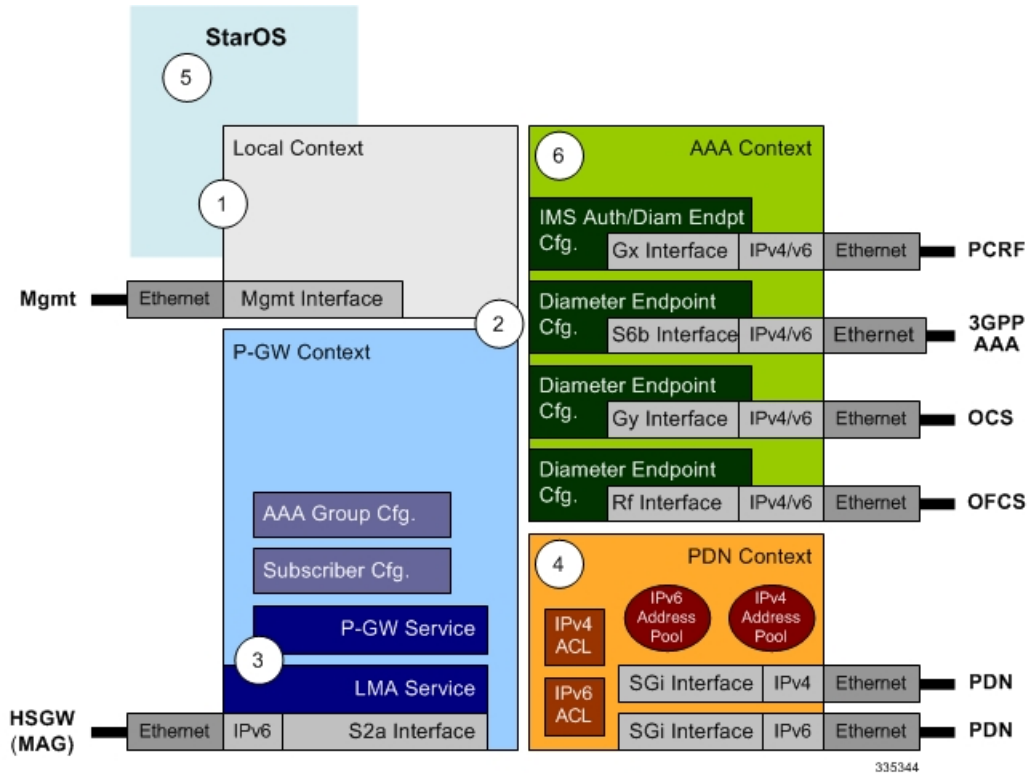 StarOS
5
Local Context
1
Mgmt
Ethernet
Mgmt Interface
2
P-GW Context
AAA Group Cfg.
Subscriber Cfg.
P-GW Service
3
LMA Service
HSGW
(MAG)
Ethernet
IPv6
S2a Interface
6
AAA Context
IMS Auth/Diam Endpt
Cfg.
Gx Interface
IPv4/v6
Ethernet
PCRF
Diameter Endpoint
Cfg.
S6b Interface
IPv4/v6
Ethernet
3GPP
AAA
Diameter Endpoint
Cfg.
Gy Interface
IPv4/v6
Ethernet
OCS
Diameter Endpoint
Cfg.
Rf Interface
IPv4/v6
Ethernet
OFCS
4
PDN Context
IPv6
Address
Pool
IPv4
Address
Pool
IPv4
ACL
IPv6
ACL
SGi Interface
IPv4
Ethernet
PDN
SGi Interface
IPv6
Ethernet
PDN
335344